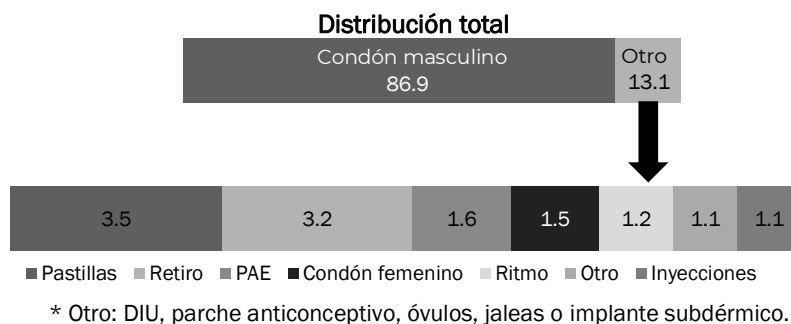 Distribución total
Condón masculino Otro
86.9 13.1
3.5 3.2 1.6 1.5 1.2 1.1 1.1
Pastillas Retiro PAE Condón femenino Ritmo Otro Inyecciones
* Otro: DIU, parche anticonceptivo, óvulos, jaleas o implante subdérmico.